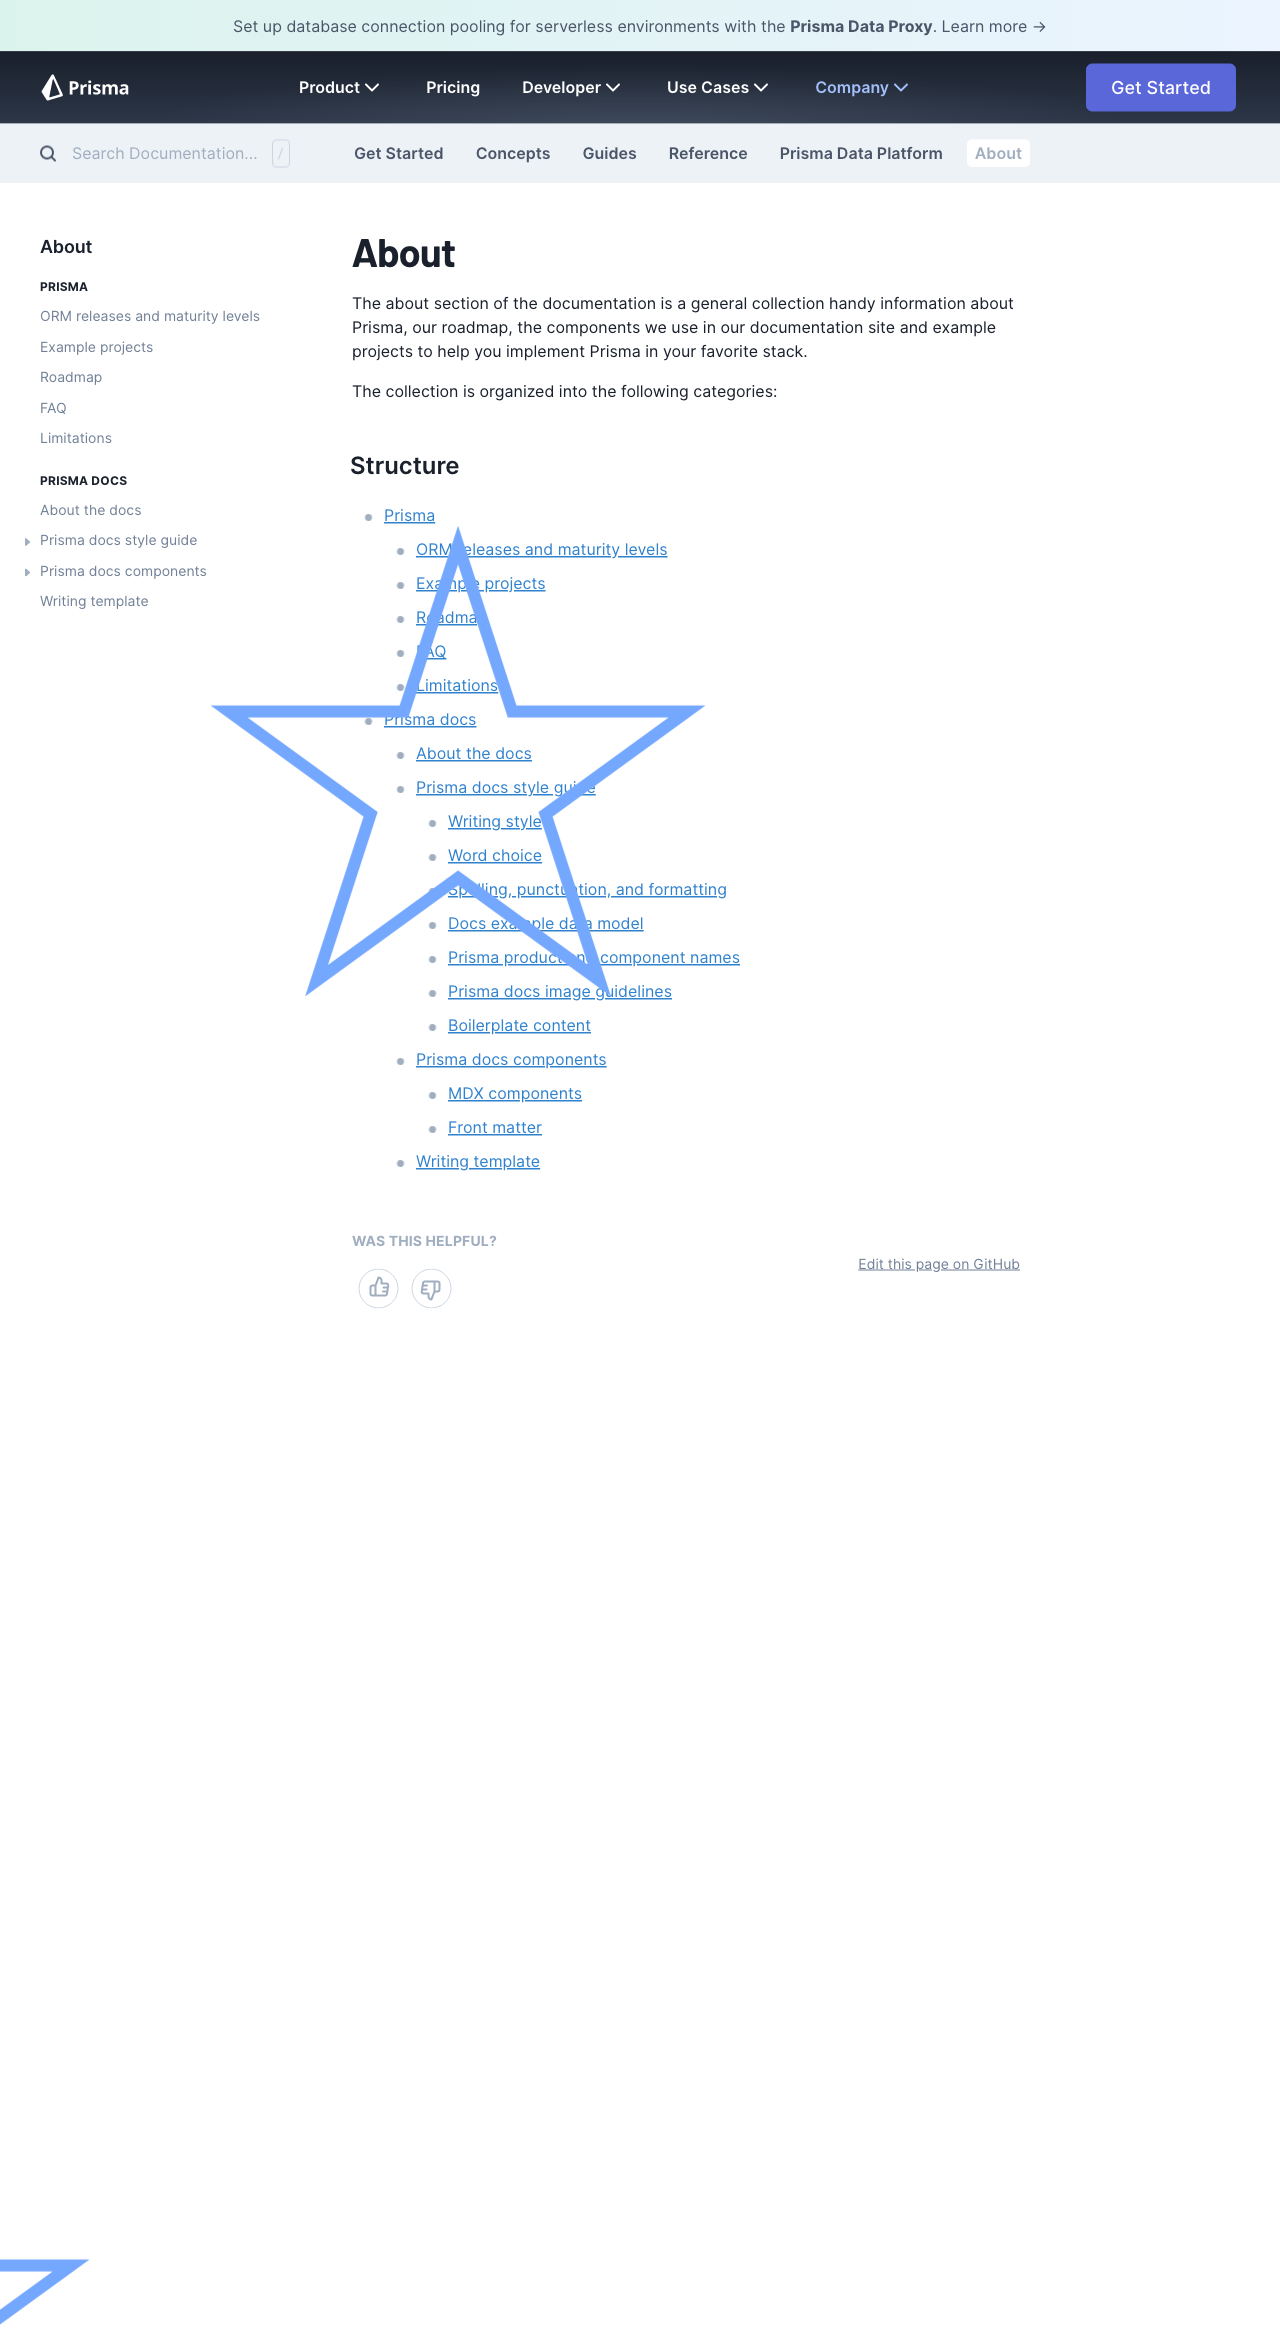 Set up database connection pooling for serverless environments with the Prisma Data Proxy. Learn more →
Prisma
Product
Pricing
Developer
Use Cases
Company
Get Started
Search Documentation...
/
Get Started
Concepts
Guides
Reference
Prisma Data Platform
About
About
PRISMA
ORM releases and maturity levels
Example projects
Roadmap
FAQ
Limitations
PRISMA DOCS
About the docs
Prisma docs style guide
Prisma docs components
Writing template
About
The about section of the documentation is a general collection handy information about
Prisma, our roadmap, the components we use in our documentation site and example
projects to help you implement Prisma in your favorite stack.
The collection is organized into the following categories:
Structure
Prisma
ORM releases and maturity levels
Example projects
Roadmap
FAQ
Limitations
Prisma docs
About the docs
Prisma docs style guide
Writing style
Word choice
Spelling, punctuation, and formatting
Docs example data model
Prisma product and component names
Prisma docs image guidelines
Boilerplate content
Prisma docs components
MDX components
Front matter
Writing template
WAS THIS HELPFUL?
Edit this page on GitHub